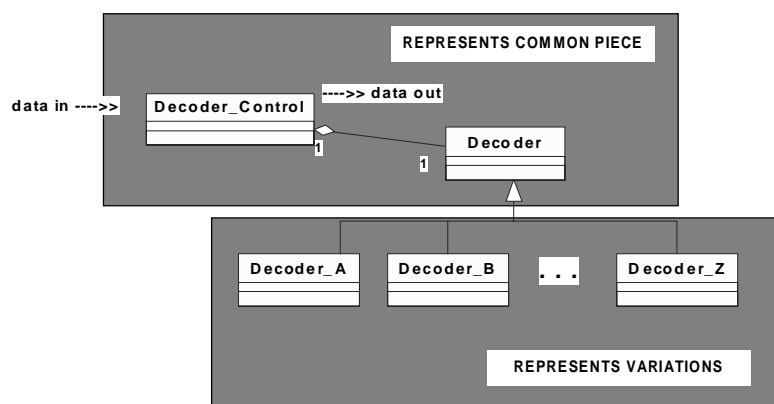 REPRESENTS COMMON PIECE
---->> data out
data in ---->>
Decoder_Control
Decoder
1
1
Decoder_A
Decoder_B
. . .
Decoder_Z
REPRESENTS VARIATIONS